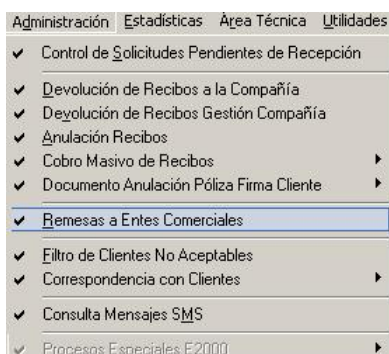 Administración Estadísticas Área Técnica Utilidades
Control de Solicitudes Pendientes de Recepción
Devolución de Recibos a la Compañía
Devolución de Recibos Gestión Compañía
Anulación Recibos
Cobro Masivo de Recibos
Documento Anulación Póliza Firma Cliente
Remesas a Entes Comerciales
Filtro de Clientes No Aceptables
Correspondencia con Clientes
Consulta Mensajes SMS
Procesos Especiales E2000